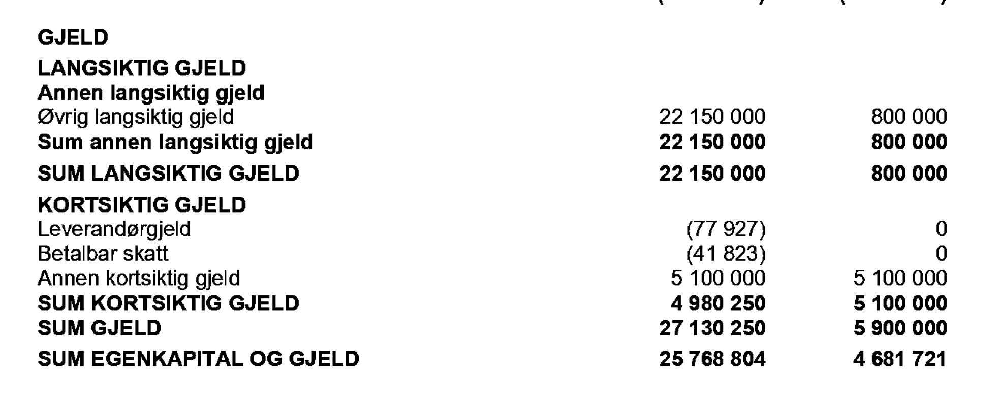 GJELD
LANGSIKTIG GJELD
Annen langsiktig gjeld
Øvrig langsiktig gjeld 22 150 000 800 000
Sum annen langsiktig gjeld 22 150 000 800 000
SUM LANGSIKTIG GJELD 22 150 000 800 000
KORTSIKTIG GJELD
Leverandørgjeld (77 927) 0
Betalbar skatt (41 823) 0
Annen kortsiktig gjeld 5 100 000 5 100 000
SUM KORTSIKTIG GJELD 4 980 250 5 100 000
SUM GJELD 27 130 250 5 900 000
SUM EGENKAPITAL OG GJELD 25 768 804 4 681 721